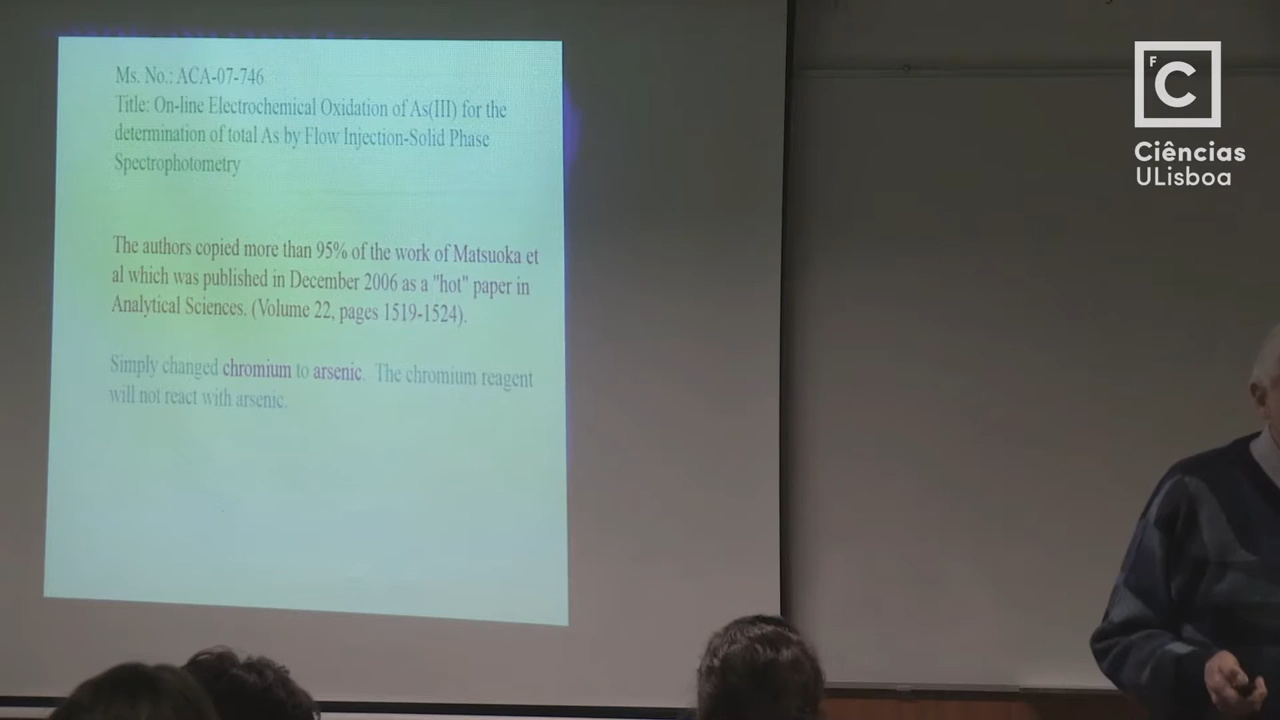 Ms. No.: ACA-07-746
Title: On-line Electrochemical Oxidation of As(III) for the
determination of total As by Flow Injection-Solid Phase
Spectrophotometry
The authors copied more than 95% of the work of Matsuoka et
al which was published in December 2006 as a "hot" paper in
Analytical Sciences. (Volume 22, pages 1519-1524).
Simply changed chromium to arsenic. The chromium reagent
will not react with arsenic.
F
C
Ciências
ULisboa